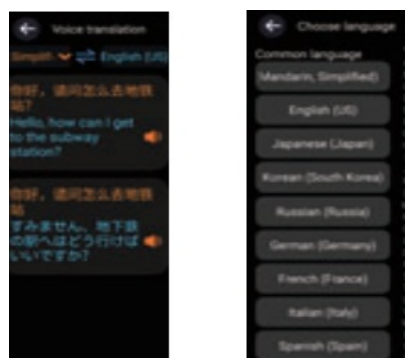 Voice translation
Simplifi English (US)
你好，请问怎么去地铁
站?
Hello, how can I get
to the subway
station?
你好，请问怎么去地铁
站
すみません、地下鉄
の駅へはどう行けば
いいですか?
Choose language
Common language
Mandarin, Simplified)
English (US)
Japanese (Japan)
Korean (South Korea)
Russian (Russia)
German (Germany)
French (France)
Italian (Italy)
Spanish (Spain)